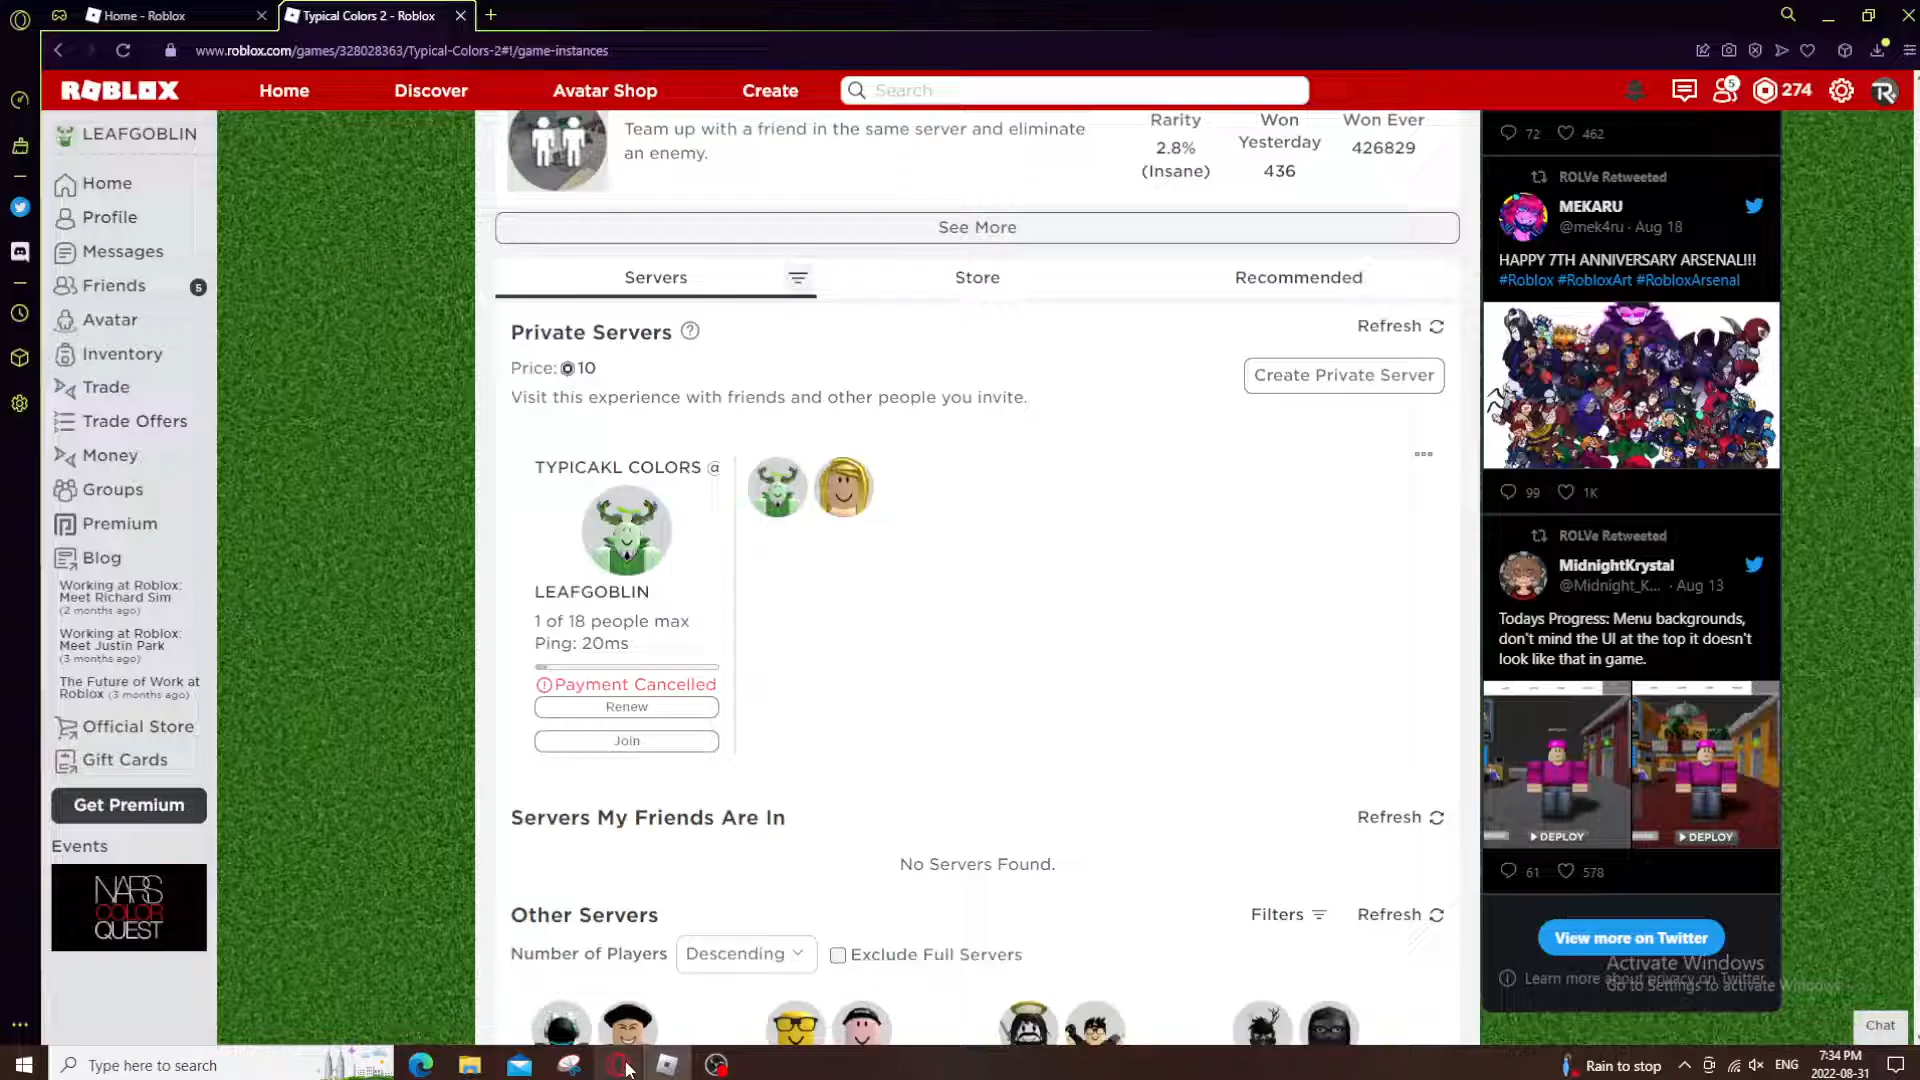 Home - Roblox
Typical Colors 2 - Roblox
www.roblox.com/games/328028363/Typical-Colors-2#!/game-instances
ROBLOX
Home
Discover
Avatar Shop
Create
Search
5
274
LEAFGOBLIN
Home
Profile
Messages
Friends
5
Avatar
Inventory
Trade
Trade Offers
Money
Groups
Premium
Blog
Working at Roblox:
Meet Richard Sim
(2 months ago)
Working at Roblox:
Meet Justin Park
(3 months ago)
The Future of Work at
Roblox (3 months ago)
Official Store
Gift Cards
Get Premium
Events
NARS
COLOR
QUEST
Team up with a friend in the same server and eliminate
an enemy.
Rarity
2.8%
(Insane)
Won
Yesterday
436
Won Ever
426829
See More
Servers
Store
Recommended
Private Servers
Refresh
Price: 10
Visit this experience with friends and other people you invite.
Create Private Server
TYPICAKL COLORS @
LEAFGOBLIN
1 of 18 people max
Ping: 20ms
Payment Cancelled
Renew
Join
Servers My Friends Are In
Refresh
No Servers Found.
Other Servers
Filters
Refresh
Number of Players
Descending
Exclude Full Servers
72
462
ROLVe Retweeted
MEKARU
@mek4ru · Aug 18
HAPPY 7TH ANNIVERSARY ARSENAL!!!
#Roblox #RobloxArt #RobloxArsenal
99
1K
ROLVe Retweeted
MidnightKrystal
@Midnight_K... · Aug 13
Todays Progress: Menu backgrounds,
don't mind the UI at the top it doesn't
look like that in game.
DEPLOY
DEPLOY
61
578
View more on Twitter
Learn more about privacy on Twitter
Activate Windows
Go to Settings to activate Windows.
Chat
Type here to search
Rain to stop
ENG
7:34 PM
2022-08-31